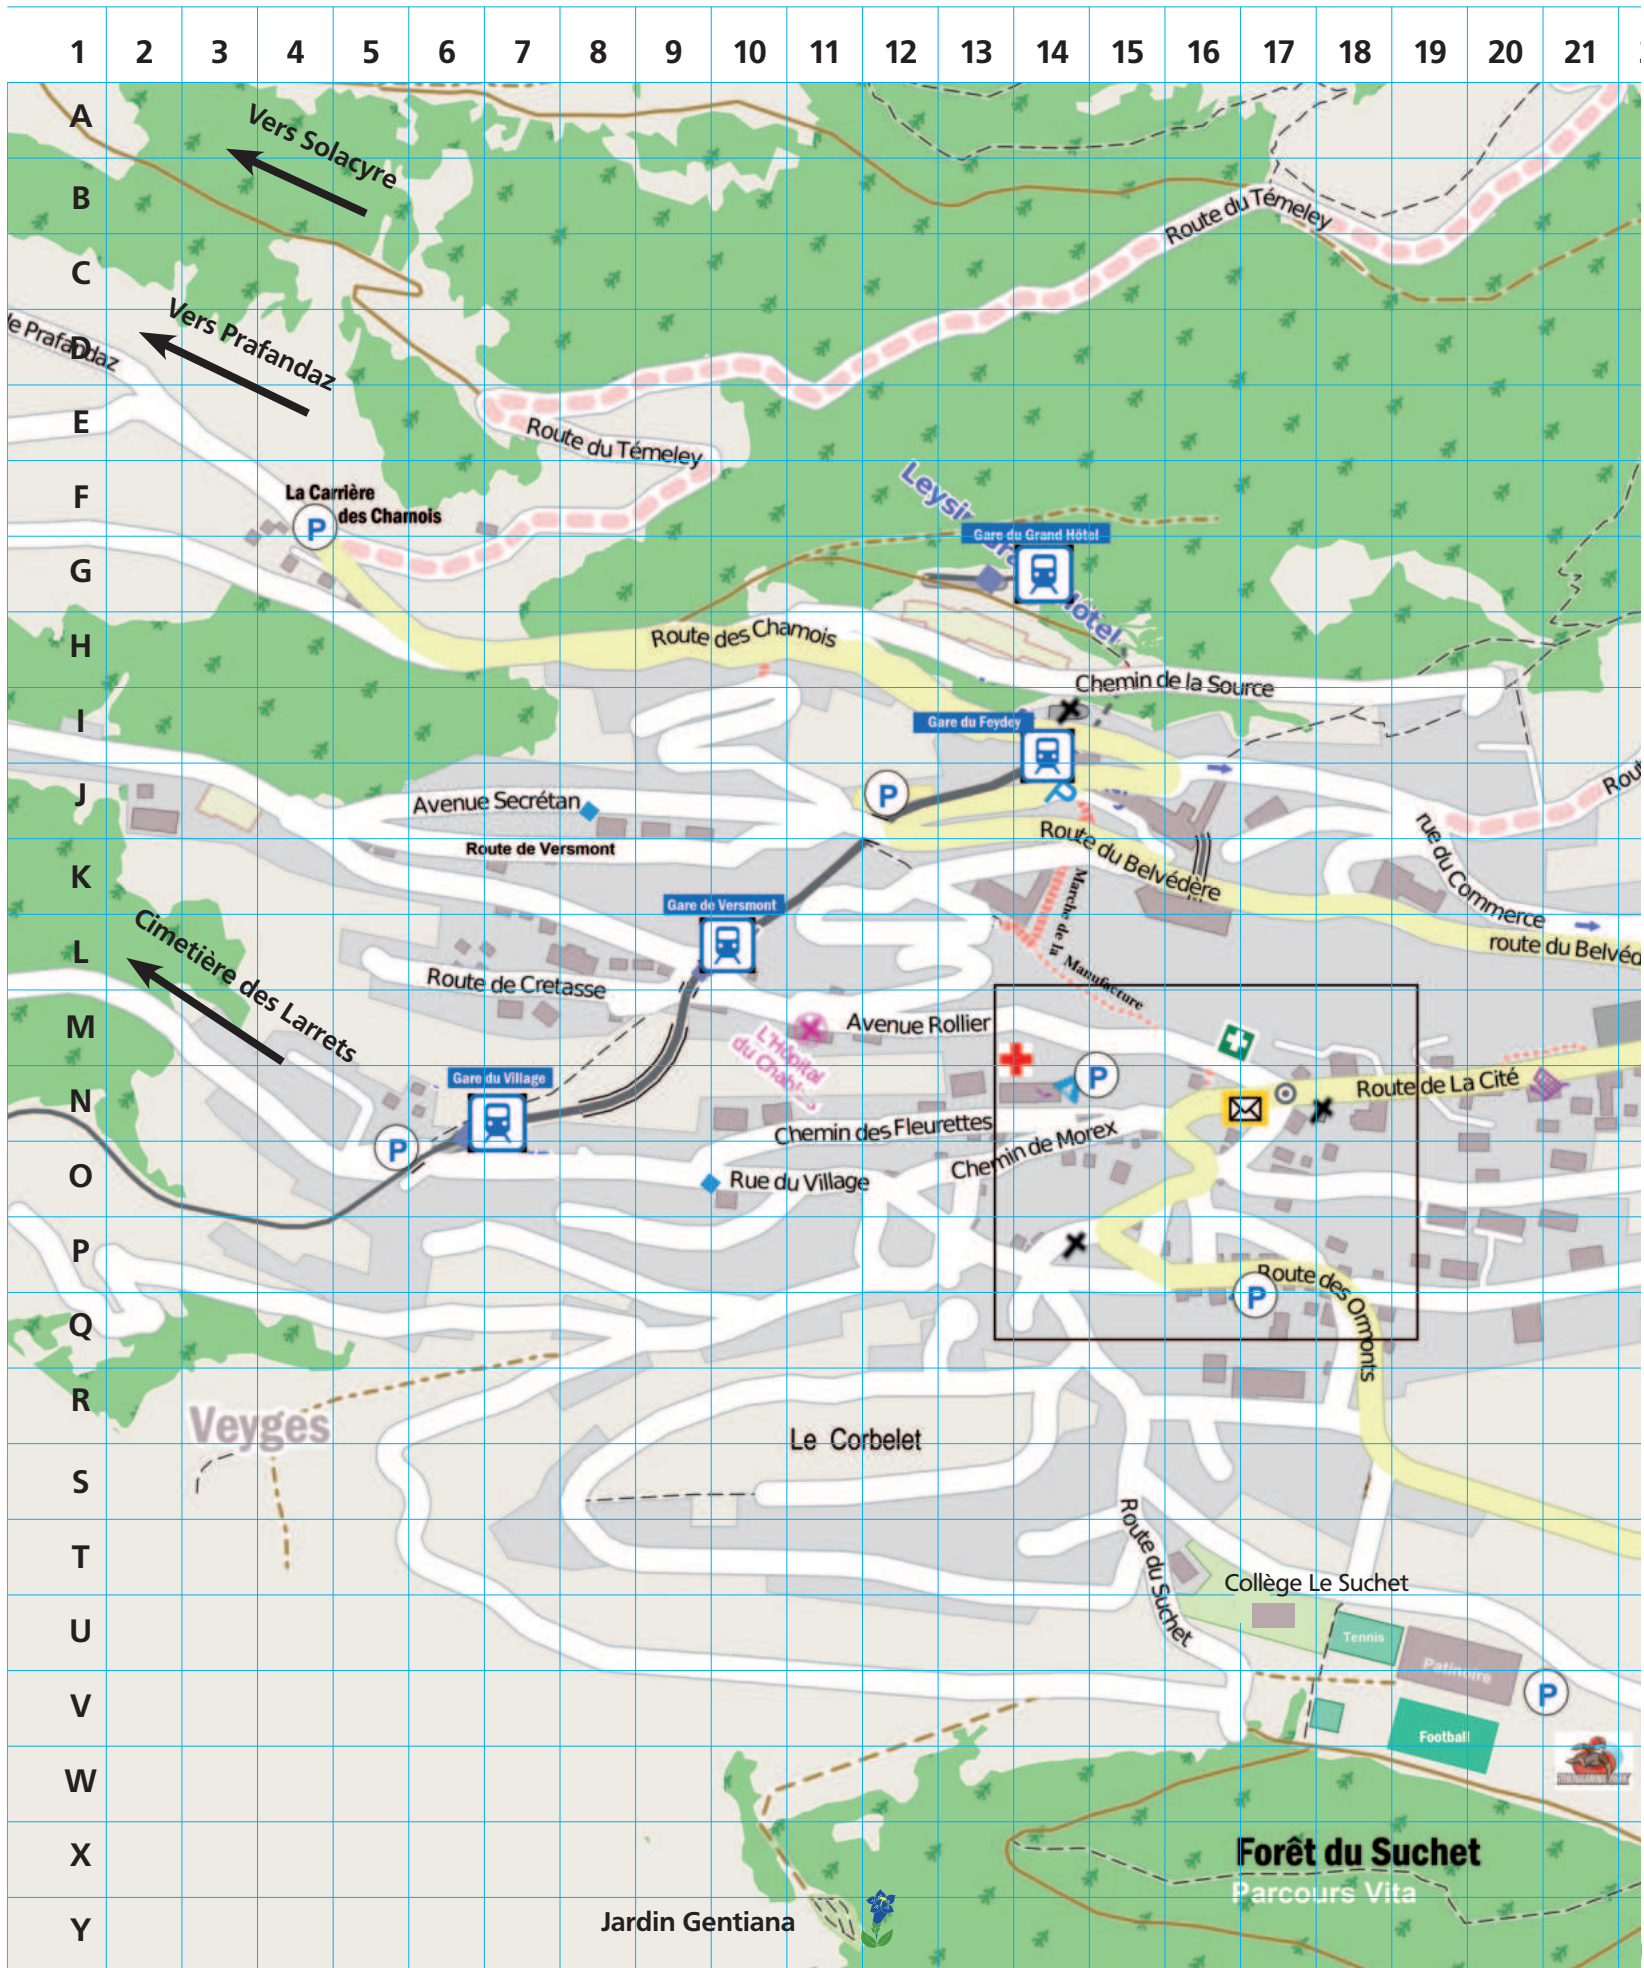 1 2 3 4 5 6 7 8 9 10 11 12 13 14 15 16 17 18 19 20 21
A
Vers Solacyre
B
Route du Témeley
C
Vers Prafandaz
D
de Prafandaz
E
Route du Témeley
F
La Carrière
des Chamois
P
Gare du Grand Hôtel
G
H
Route des Chamois
Chemin de la Source
I
Gare du Feydey
J
Avenue Secrétan
P
P
Route de Versmont
Route du Belvédère
rue du Commerce
K
Gare de Versmont
Marche de la
Manufacture
L
Cimetière des Larrets
Route de Cretasse
route du Belvéd
M
L'Hôpital
du Chablais
Avenue Rollier
N
Gare du Village
P
Route de La Cité
Chemin des Fleurettes
Chemin de Morex
O
P
Rue du Village
P
Route des Ormonts
P
Q
R
Veyges
Le Corbelet
S
T
Route du Suchet
Collège Le Suchet
U
Tennis
Patinoire
V
P
Football
W
X
Forêt du Suchet
Parcours Vita
Y
Jardin Gentiana